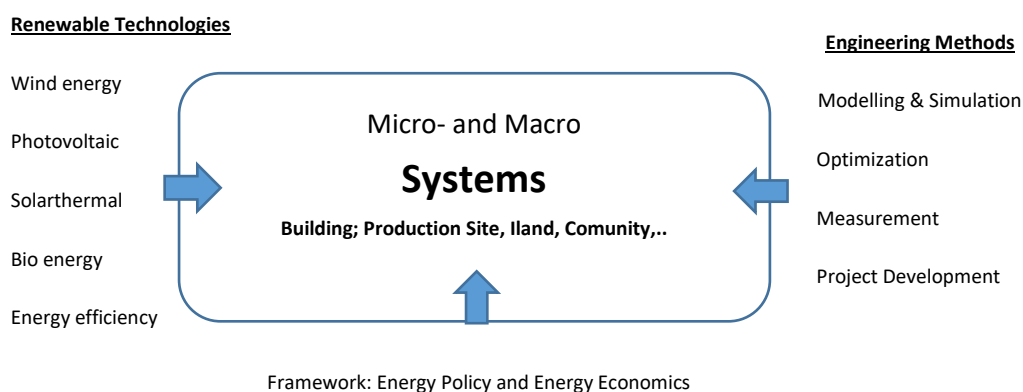 Renewable Technologies
Wind energy
Photovoltaic
Solarthermal
Bio energy
Energy efficiency
Micro- and Macro
Systems
Building; Production Site, Iland, Comunity,..
Engineering Methods
Modelling & Simulation
Optimization
Measurement
Project Development
Framework: Energy Policy and Energy Economics